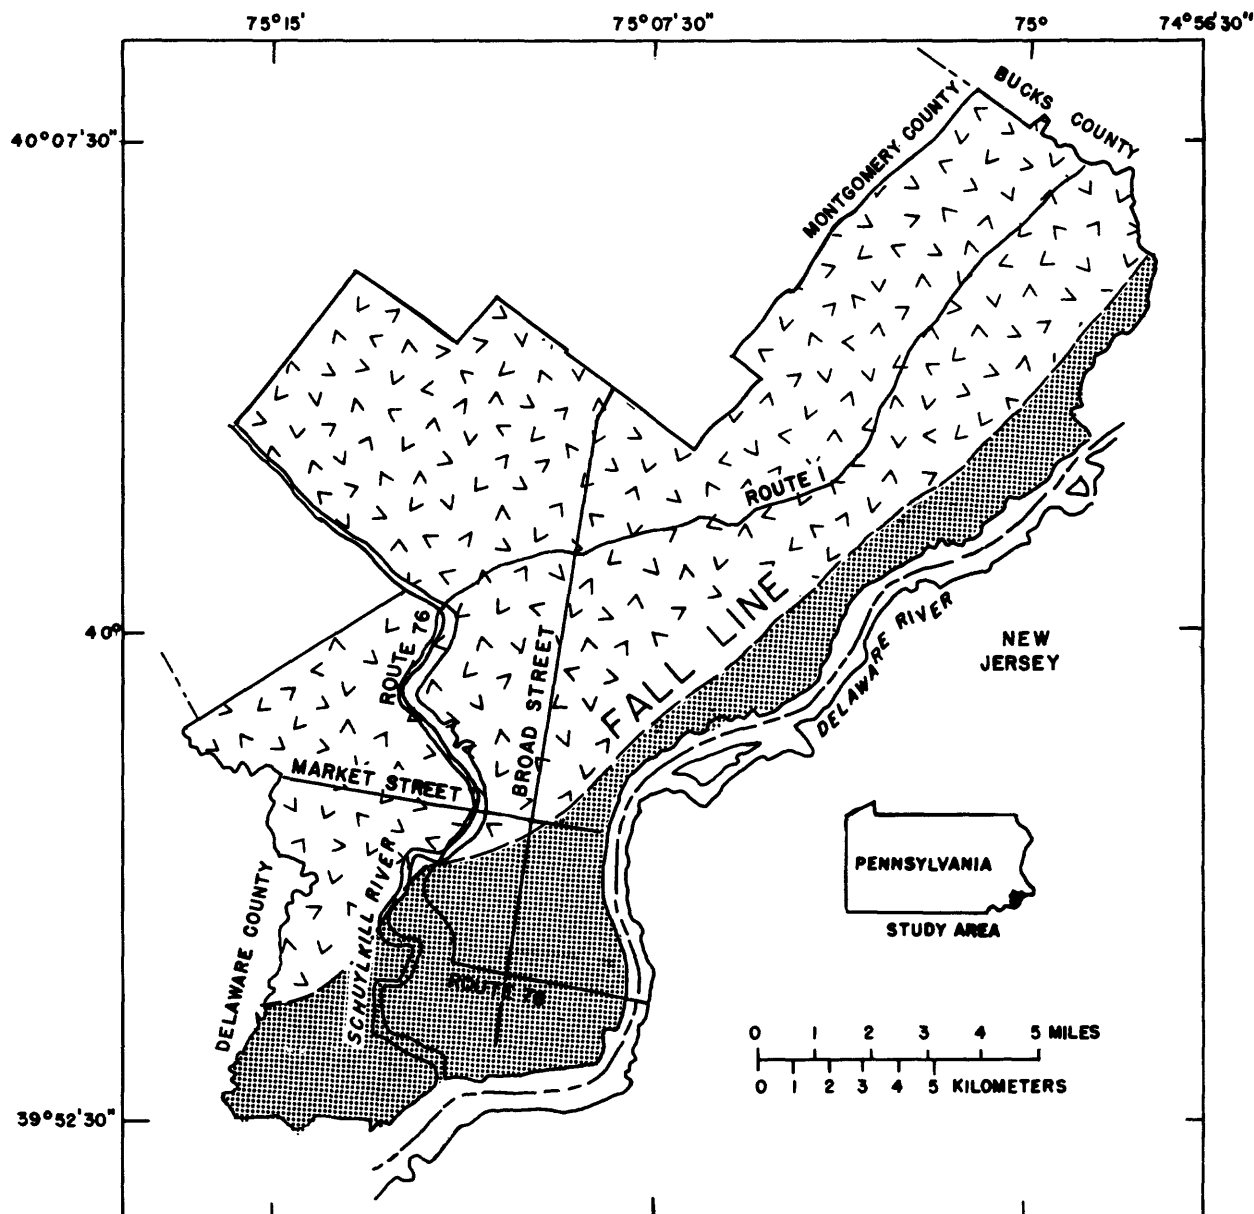 75°15' 75°07'30" 75° 74°56'30"
BUCKS COUNTY
MONTGOMERY COUNTY
40°07'30"
ROUTE 1
FALL LINE
40°
ROUTE 76
BROAD STREET
DELAWARE RIVER
NEW
JERSEY
MARKET STREET
SCHUYLKILL RIVER
DELAWARE COUNTY
PENNSYLVANIA
STUDY AREA
ROUTE 76
0 1 2 3 4 5 MILES
0 1 2 3 4 5 KILOMETERS
39°52'30"